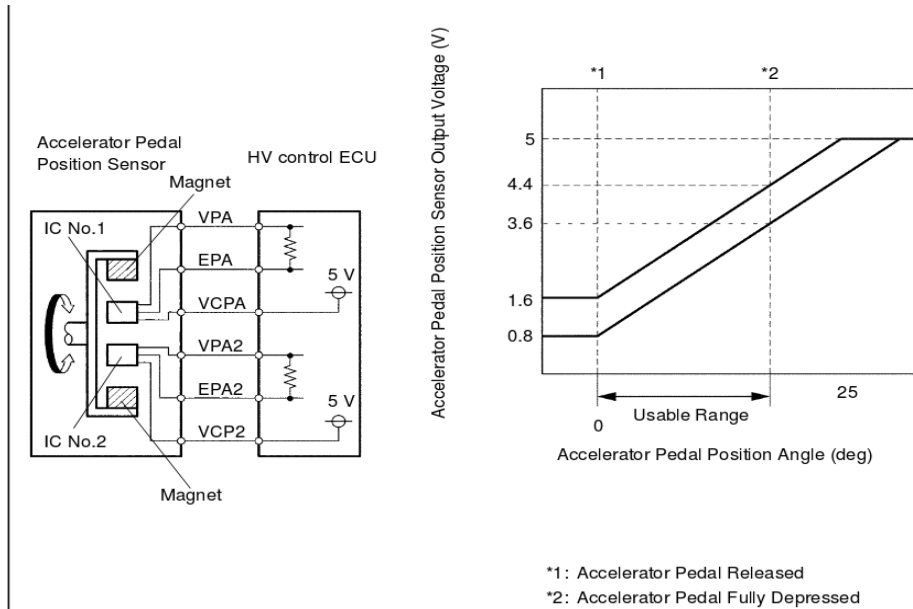 Accelerator Pedal
Position Sensor
HV control ECU
Magnet
IC No.1
VPA
EPA
5 V
VCPA
VPA2
EPA2
5 V
IC No.2
VCP2
Magnet
Accelerator Pedal Position Sensor Output Voltage (V)
*1
*2
5
4.4
3.6
1.6
0.8
25
Usable Range
0
Accelerator Pedal Position Angle (deg)
*1: Accelerator Pedal Released
*2: Accelerator Pedal Fully Depressed